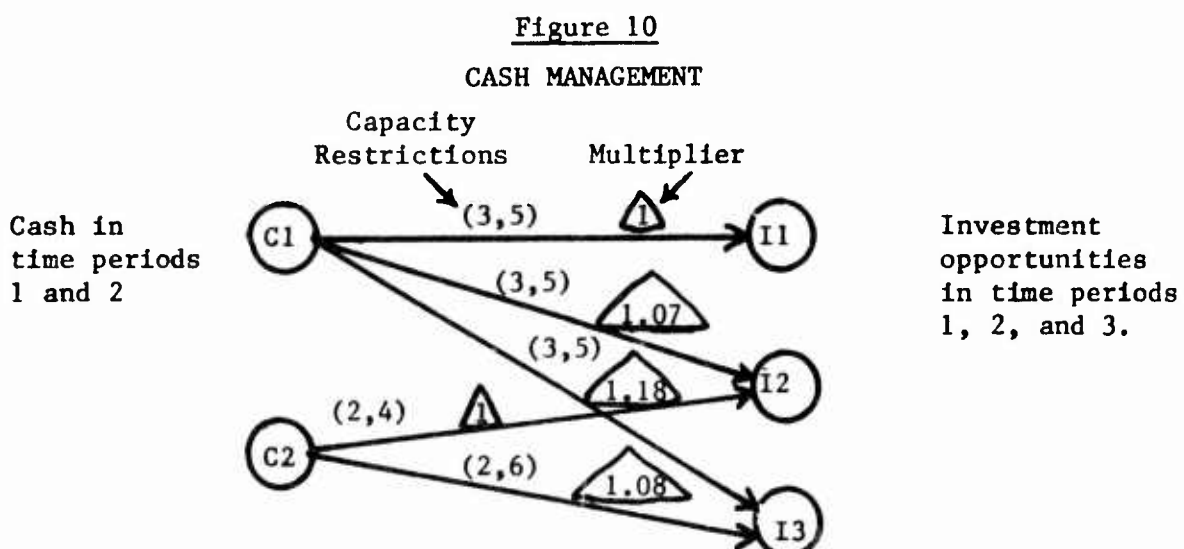 Figure 10
CASH MANAGEMENT
Capacity
Restrictions
Multiplier
Cash in
time periods
1 and 2
C1
(3,5)
1
I1
(3,5)
1.07
(3,5)
1.18
I2
(2,4)
1
C2
(2,6)
1.08
I3
Investment
opportunities
in time periods
1, 2, and 3.